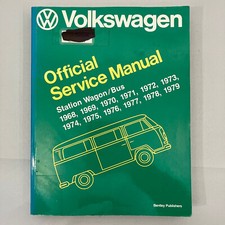 VW Volkswagen
Official
Service Manual
Station Wagon/Bus
1968, 1969, 1970, 1971, 1972, 1973,
1974, 1975, 1976, 1977, 1978, 1979
Bentley Publishers